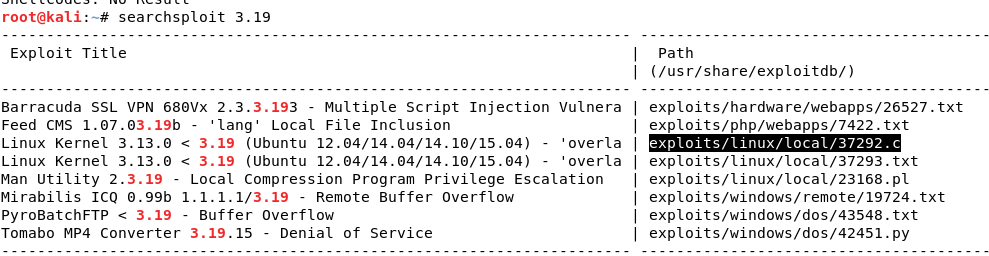 Shellcodes: No Result
root@kali:~# searchsploit 3.19
--------------------------------------------------------------------- ---------------------------------------
 Exploit Title                                                       |  Path
                                                                     | (/usr/share/exploitdb/)
--------------------------------------------------------------------- ---------------------------------------
Barracuda SSL VPN 680Vx 2.3.3.193 - Multiple Script Injection Vulnera | exploits/hardware/webapps/26527.txt
Feed CMS 1.07.03.19b - 'lang' Local File Inclusion                   | exploits/php/webapps/7422.txt
Linux Kernel 3.13.0 < 3.19 (Ubuntu 12.04/14.04/14.10/15.04) - 'overla | exploits/linux/local/37292.c
Linux Kernel 3.13.0 < 3.19 (Ubuntu 12.04/14.04/14.10/15.04) - 'overla | exploits/linux/local/37293.txt
Man Utility 2.3.19 - Local Compression Program Privilege Escalation  | exploits/linux/local/23168.pl
Mirabilis ICQ 0.99b 1.1.1.1/3.19 - Remote Buffer Overflow            | exploits/windows/remote/19724.txt
PyroBatchFTP < 3.19 - Buffer Overflow                                | exploits/windows/dos/43548.txt
Tomabo MP4 Converter 3.19.15 - Denial of Service                     | exploits/windows/dos/42451.py
--------------------------------------------------------------------- ---------------------------------------